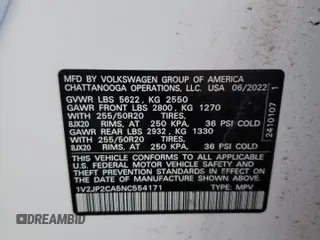 MFD BY VOLKSWAGEN GROUP OF AMERICA
CHATTANOOGA OPERATIONS, LLC. USA 06/2022
GVWR LBS 5622, KG 2550
GAWR FRONT LBS 2800, KG 1270
WITH 255/50R20 TIRES,
8JX20 RIMS, AT 250 KPA, 36 PSI COLD
GAWR REAR LBS 2932, KG 1330
WITH 255/50R20 TIRES,
8JX20 RIMS, AT 250 KPA, 36 PSI COLD
THIS VEHICLE CONFORMS TO ALL APPLICABLE
FEDERAL MOTOR VEHICLE SAFETY
STANDARDS IN EFFECT ON THE DATE OF
MANUFACTURE SHOWN ABOVE.
1V2JP2CA5NC554171 TYPE: MPV
2410107 1
DREAMBID